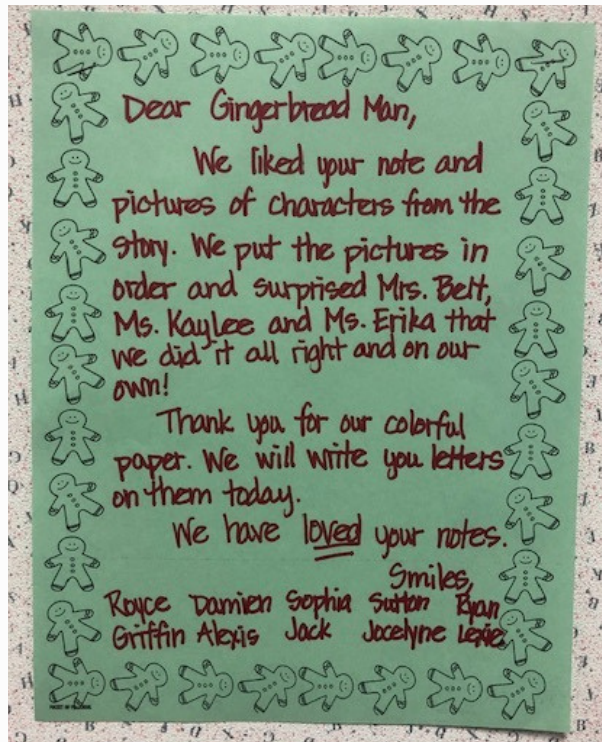 Dear Gingerbread Man,
We liked your note and
pictures of characters from the
story. We put the pictures in
order and surprised Mrs. Belt,
Ms. Kaylee and Ms. Erika that
we did it all right and on our
own!
Thank you for our colorful
paper. We will write you letters
on them today.
We have loved your notes.
Smiles,
Royce Damien Sophia Sutton Ryan
Griffin Alexis Jack Jocelyne Lexie